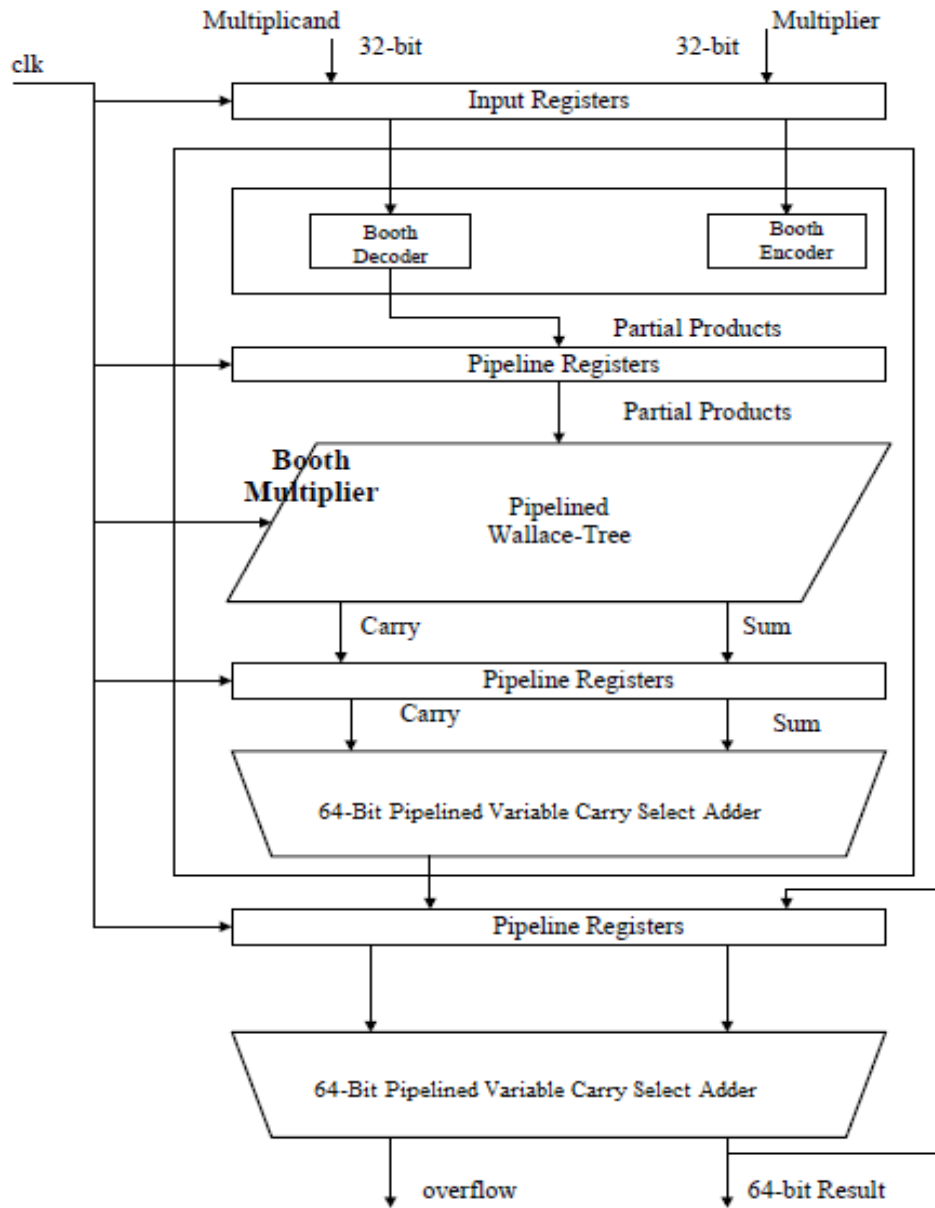 Multiplicand
Multiplier
32-bit
32-bit
clk
Input Registers
Booth
Decoder
Booth
Encoder
Partial Products
Pipeline Registers
Partial Products
Booth
Multiplier
Pipelined
Wallace-Tree
Carry
Sum
Pipeline Registers
Carry
Sum
64-Bit Pipelined Variable Carry Select Adder
Pipeline Registers
64-Bit Pipelined Variable Carry Select Adder
overflow
64-bit Result